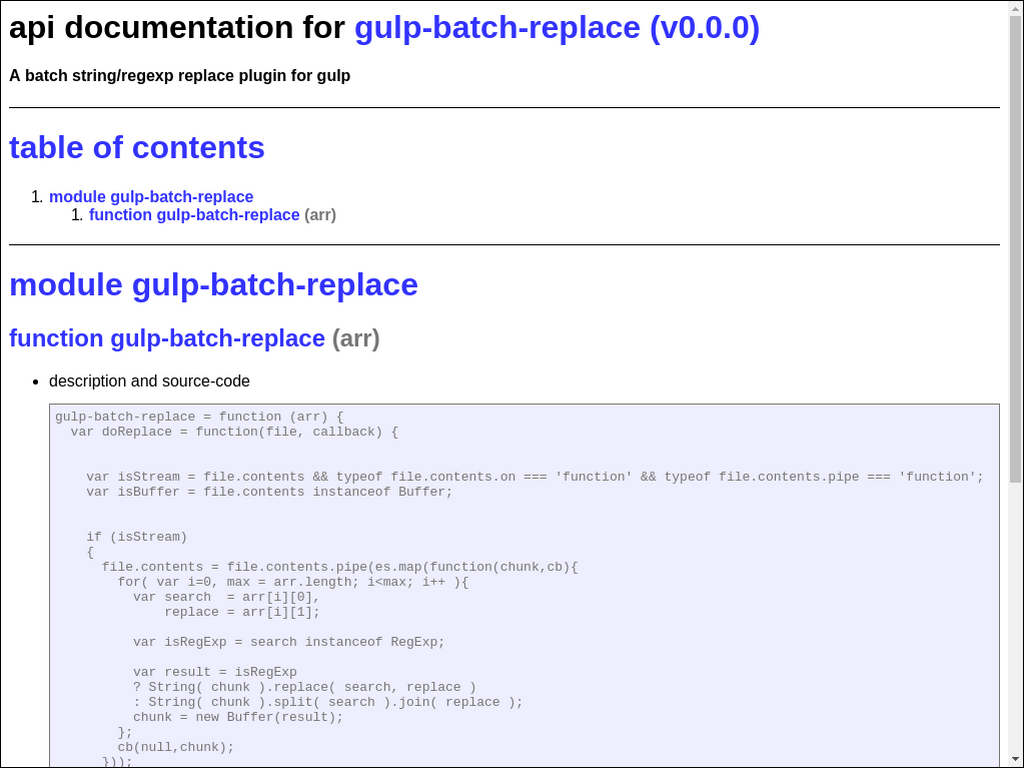 api documentation for gulp-batch-replace (v0.0.0)
A batch string/regexp replace plugin for gulp
table of contents
1. module gulp-batch-replace
1. function gulp-batch-replace (arr)
module gulp-batch-replace
function gulp-batch-replace (arr)
• description and source-code
gulp-batch-replace = function (arr) {
  var doReplace = function(file, callback) {
    var isStream = file.contents && typeof file.contents.on === 'function' && typeof file.contents.pipe === 'function';
    var isBuffer = file.contents instanceof Buffer;
    if (isStream)
    {
      file.contents = file.contents.pipe(es.map(function(chunk,cb){
        for( var i=0, max = arr.length; i<max; i++ ){
          var search  = arr[i][0],
              replace = arr[i][1];
          var isRegExp = search instanceof RegExp;
          var result = isRegExp
          ? String( chunk ).replace( search, replace )
          : String( chunk ).split( search ).join( replace );
          chunk = new Buffer(result);
        };
        cb(null,chunk);
      }));